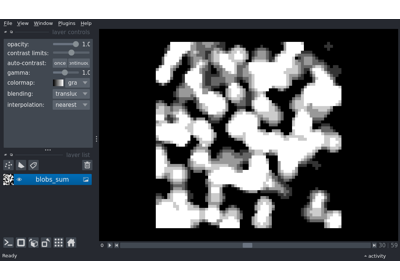 File View Window Plugins Help
layer controls
opacity: 1.0
contrast limits:
auto-contrast: once continuous
gamma: 1.0
colormap: gra
blending: translu
interpolation: nearest
layer list
blobs_sum
0 30 59
Ready activity